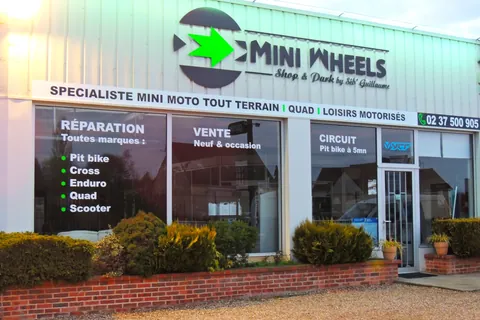 MINI WHEELS
Shop & Park by Séb' Guillaume
SPECIALISTE MINI MOTO TOUT TERRAIN | QUAD | LOISIRS MOTORISÉS
02 37 500 905
RÉPARATION
Toutes marques :
• Pit bike
• Cross
• Enduro
• Quad
• Scooter
VENTE
Neuf & occasion
CIRCUIT
Pit bike à 5mn